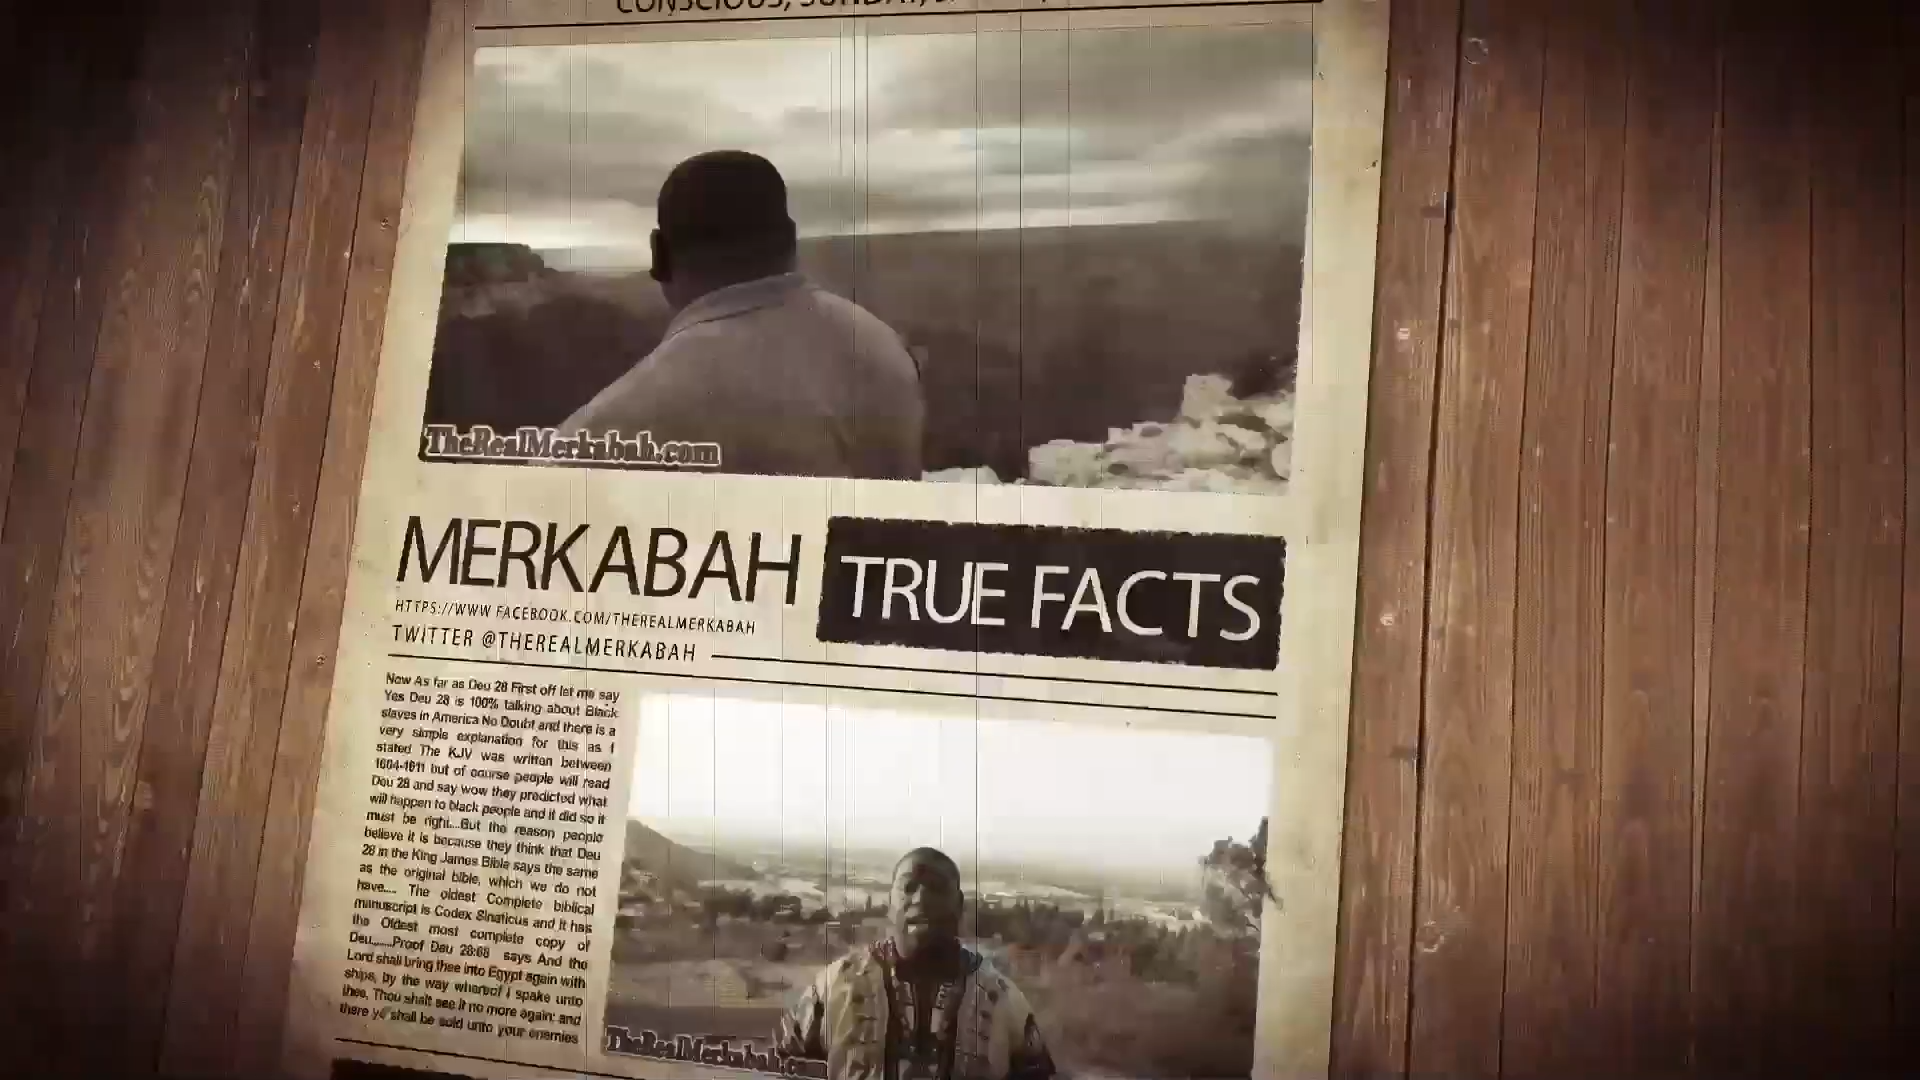 CONSCIOUS, SUNDAY,
TheRealMerkabah.com
MERKABAH TRUE FACTS
HTTPS://WWW.FACEBOOK.COM/THEREALMERKABAH
TWITTER @THEREALMERKABAH
Now As far as Deu 28 First off let me say
Yes Deu 28 is 100% talking about Black
slaves in America No Doubt and there is a
very simple explanation for this as I
stated The KJV was written between
1604-1611 but of course people will read
Deu 28 and say wow they predicted what
will happen to black people and it did so it
must be right...But the reason people
believe it is because they think that Deu
28 in the King James Bible says the same
as the original bible, which we do not
have.... The oldest Complete biblical
manuscript is Codex Sinaticus and it has
the Oldest most complete copy of
Deu......Proof Deu 28:68 says And the
Lord shall bring thee into Egypt again with
ships, by the way whereof I spake unto
thee, Thou shalt see it no more again: and
there ye shall be sold unto your enemies
TheRealMerkabah.com